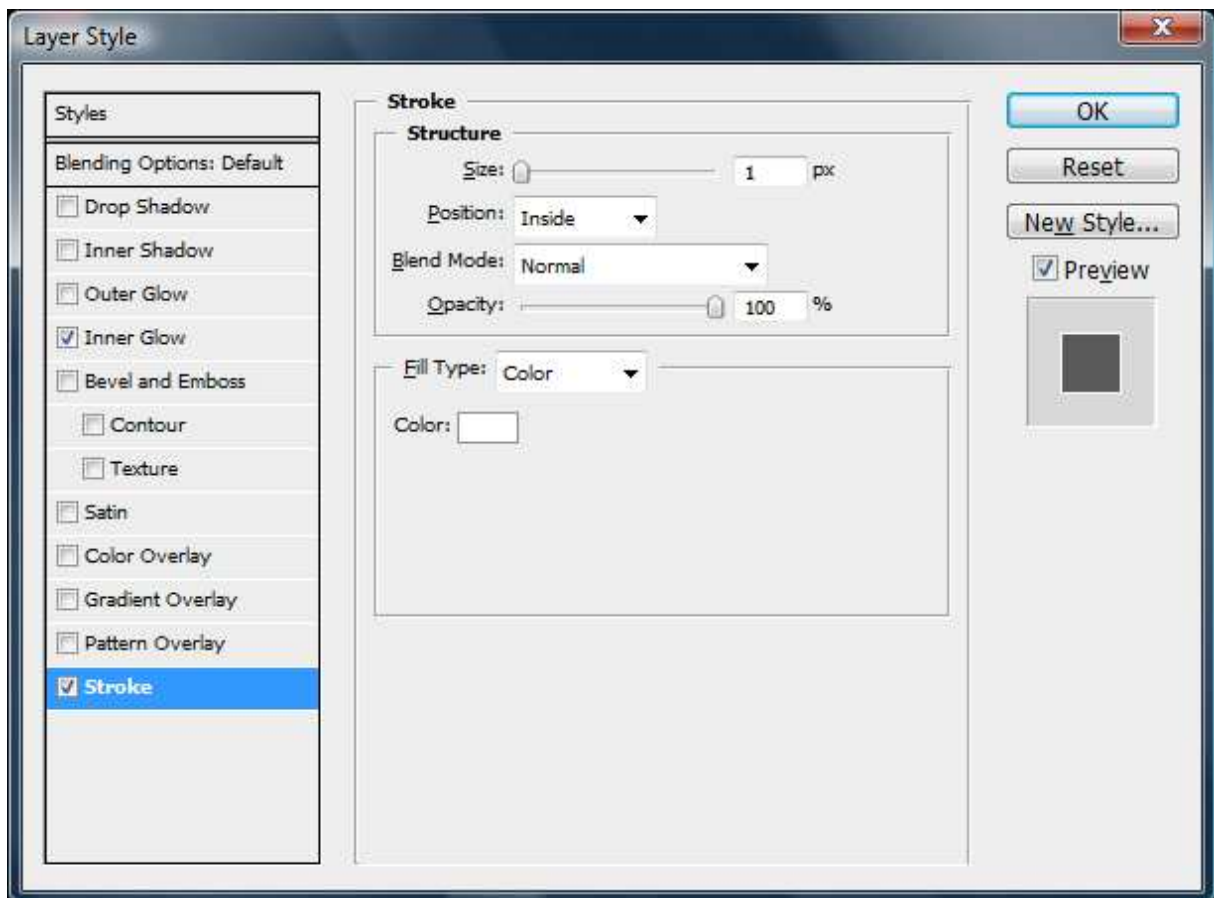 Layer Style
Styles
Blending Options: Default
Drop Shadow
Inner Shadow
Outer Glow
Inner Glow
Bevel and Emboss
Contour
Texture
Satin
Color Overlay
Gradient Overlay
Pattern Overlay
Stroke
Stroke
Structure
Size: 1 px
Position: Inside
Blend Mode: Normal
Opacity: 100 %
Fill Type: Color
Color:
OK
Reset
New Style...
Preview